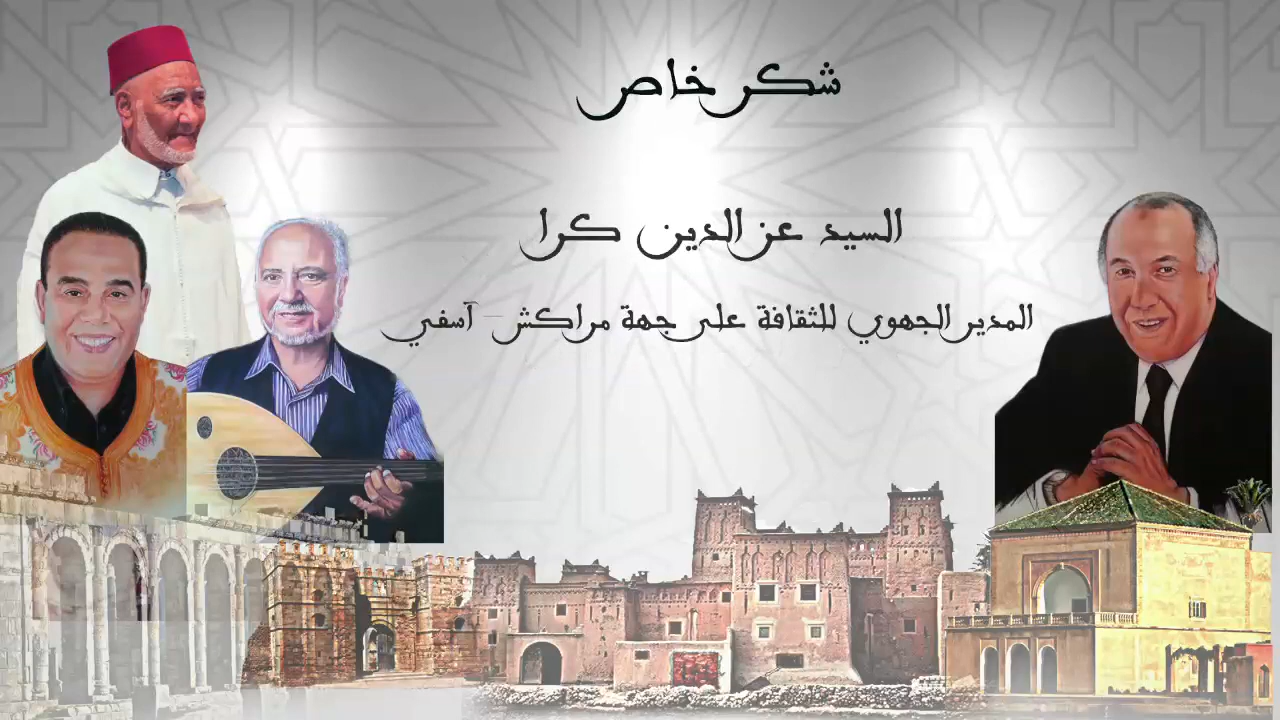 شكر خاص
السيد عز الدين كرا
المدير الجهوي للثقافة على جهة مراكش - آسفي